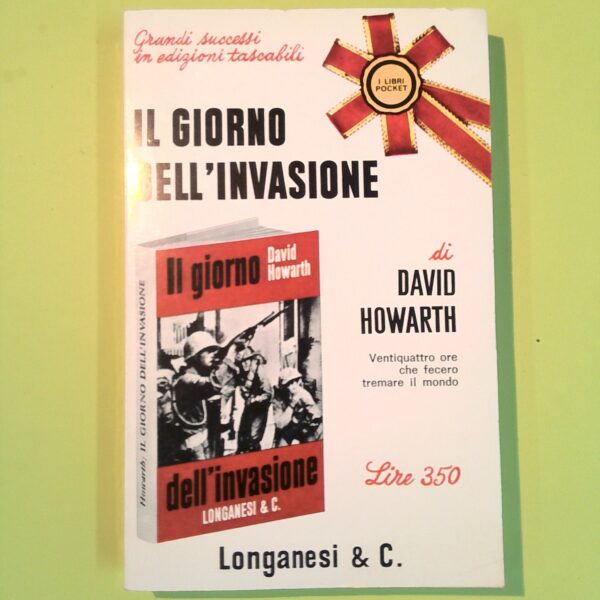 Grandi successi
in edizioni tascabili
I LIBRI
POCKET
IL GIORNO
DELL'INVASIONE
di
DAVID
HOWARTH
Ventiquattro ore
che fecero
tremare il mondo
Lire 350
Howarth: IL GIORNO DELL'INVASIONE
Il giorno
David
Howarth
dell'invasione
LONGANESI & C.
Longanesi & C.